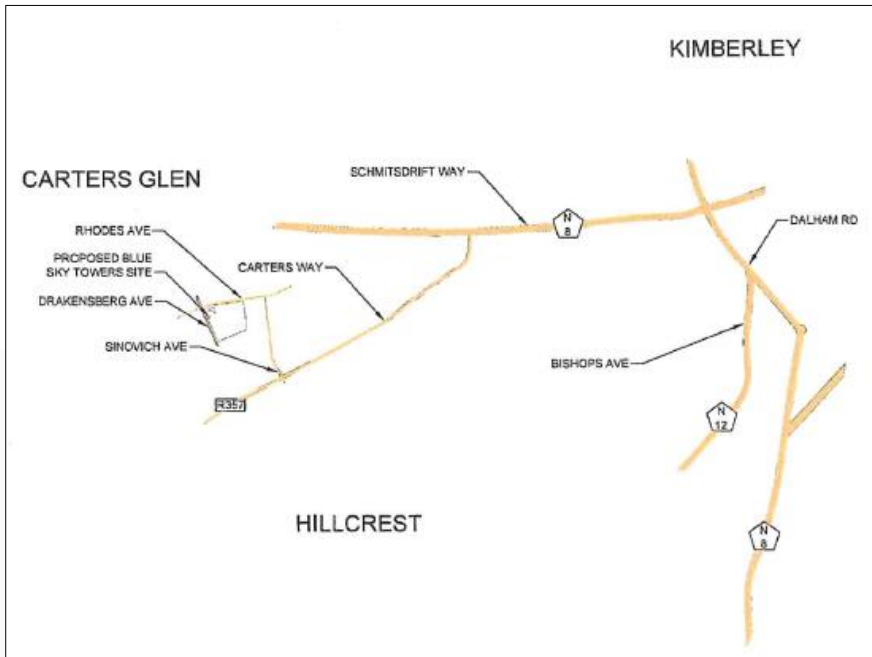 KIMBERLEY
CARTERS GLEN
SCHMITSDRIFT WAY
N
8
DALHAM RD
RHODES AVE
PROPOSED BLUE
SKY TOWERS SITE
CARTERS WAY
DRAKENSBERG AVE
SINOVICH AVE
BISHOPS AVE
R357
N
12
HILLCREST
N
8